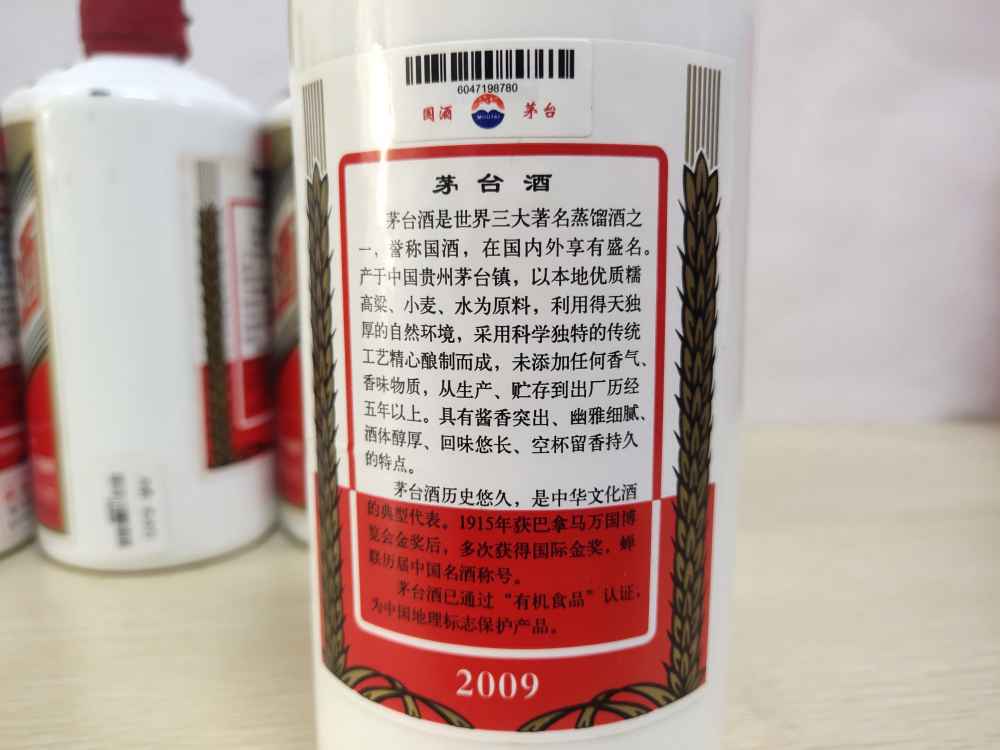 6047198780
国酒 MOUTAI 茅台
茅台酒
茅台酒是世界三大著名蒸馏酒之
一，誉称国酒，在国内外享有盛名。
产于中国贵州茅台镇，以本地优质糯
高粱、小麦、水为原料，利用得天独
厚的自然环境，采用科学独特的传统
工艺精心酿制而成，未添加任何香气、
香味物质，从生产、贮存到出厂历经
五年以上。具有酱香突出、幽雅细腻、
酒体醇厚、回味悠长、空杯留香持久
的特点。
茅台酒历史悠久，是中华文化酒
的典型代表。1915年获巴拿马万国博
览会金奖后，多次获得国际金奖，蝉
联历届中国名酒称号。
茅台酒已通过“有机食品”认证，
为中国地理标志保护产品。
2009